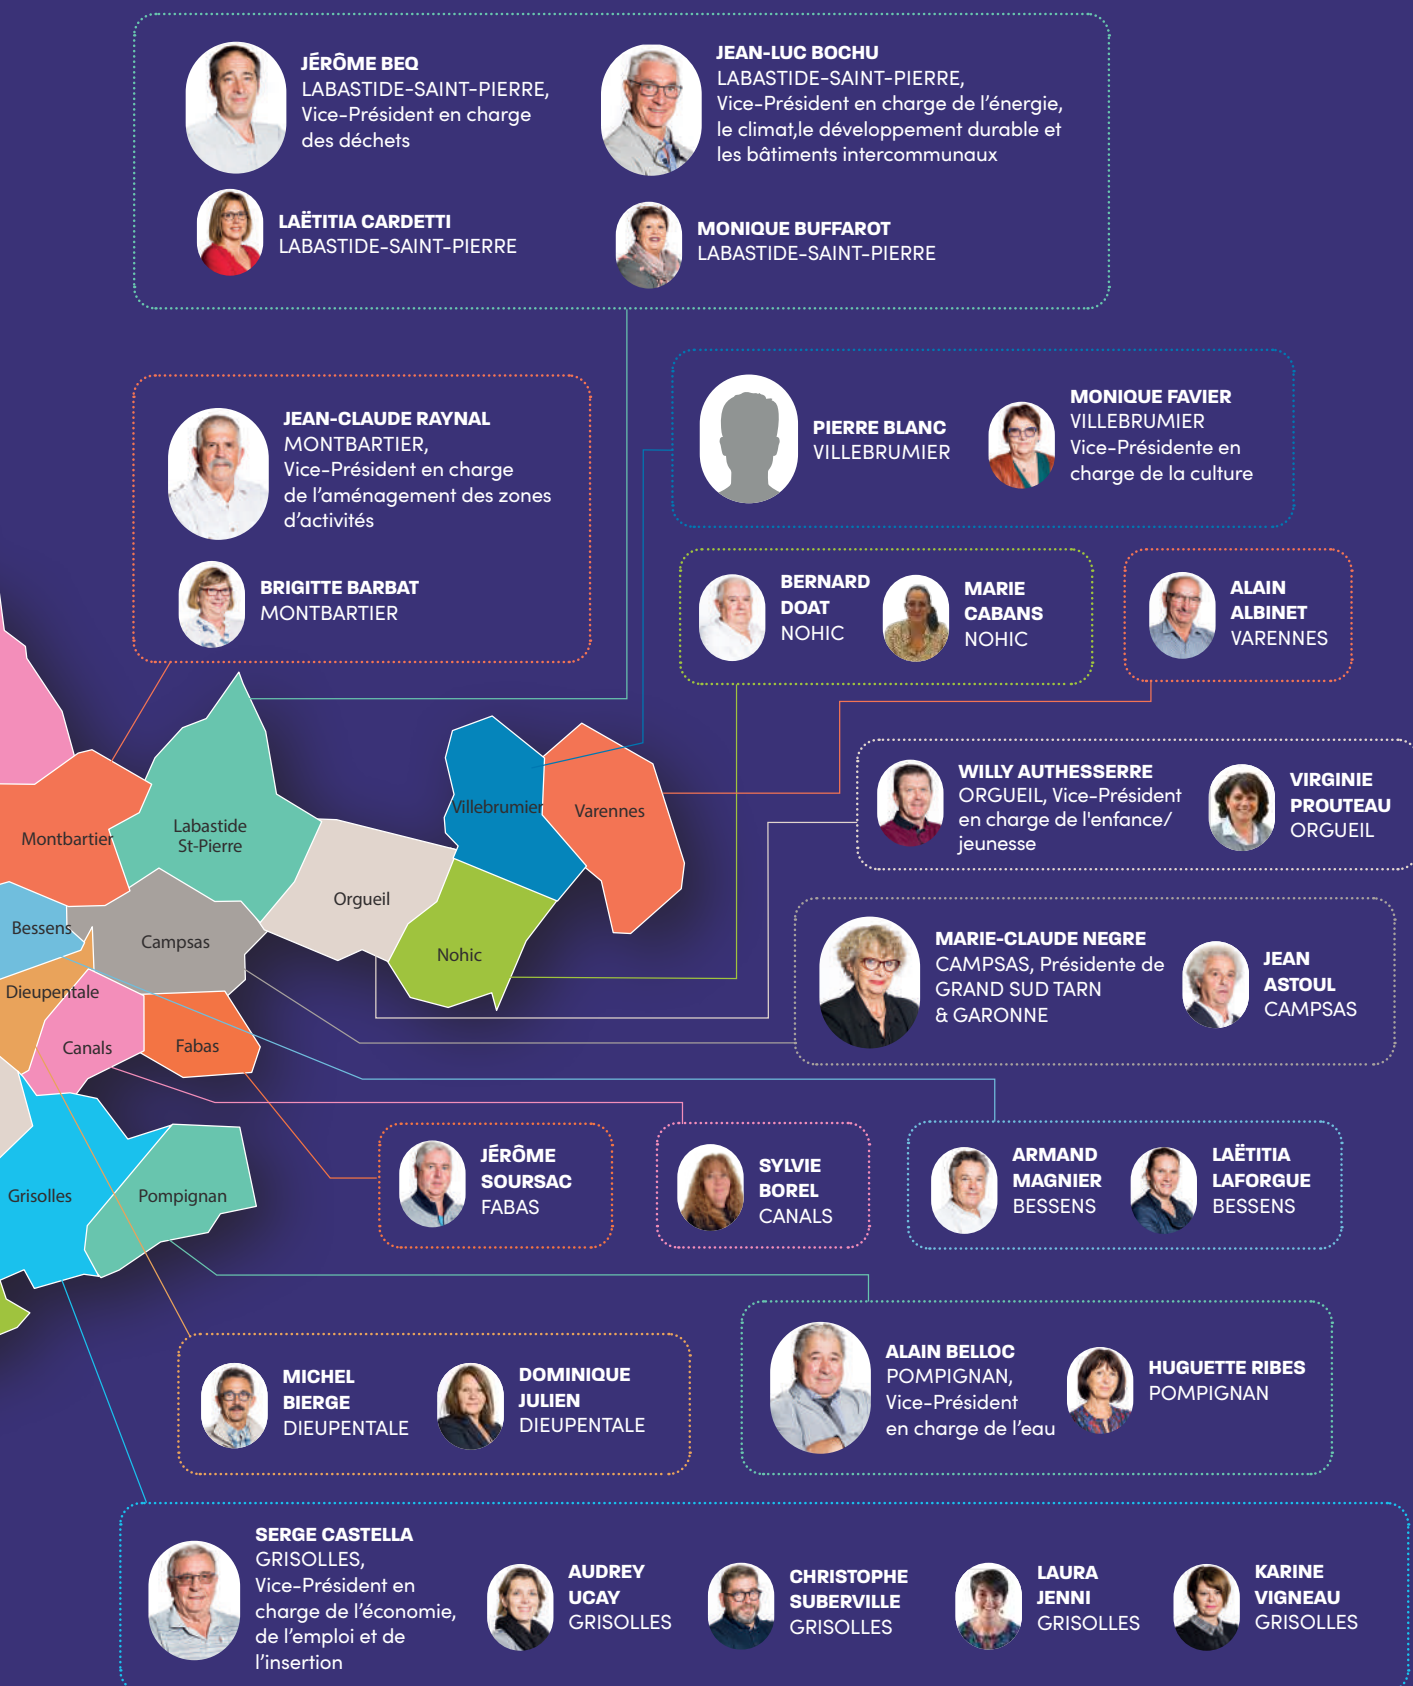 JÉRÔME BEQ
LABASTIDE-SAINT-PIERRE,
Vice-Président en charge
des déchets
JEAN-LUC BOCHU
LABASTIDE-SAINT-PIERRE,
Vice-Président en charge de l’énergie,
le climat,le développement durable et
les bâtiments intercommunaux
LAËTITIA CARDETTI
LABASTIDE-SAINT-PIERRE
MONIQUE BUFFAROT
LABASTIDE-SAINT-PIERRE
JEAN-CLAUDE RAYNAL
MONTBARTIER,
Vice-Président en charge
de l’aménagement des zones
d’activités
BRIGITTE BARBAT
MONTBARTIER
PIERRE BLANC
VILLEBRUMIER
MONIQUE FAVIER
VILLEBRUMIER
Vice-Présidente en
charge de la culture
BERNARD
DOAT
NOHIC
MARIE
CABANS
NOHIC
ALAIN
ALBINET
VARENNES
WILLY AUTHESSERRE
ORGUEIL, Vice-Président
en charge de l'enfance/
jeunesse
VIRGINIE
PROUTEAU
ORGUEIL
Montbartier
Labastide
St-Pierre
Villebrumier
Varennes
Orgueil
Bessens
Campsas
Nohic
Dieupentale
Canals
Fabas
Grisolles
Pompignan
MARIE-CLAUDE NEGRE
CAMPSAS, Présidente de
GRAND SUD TARN
& GARONNE
JEAN
ASTOUL
CAMPSAS
JÉRÔME
SOURSAC
FABAS
SYLVIE
BOREL
CANALS
ARMAND
MAGNIER
BESSENS
LAËTITIA
LAFORGUE
BESSENS
MICHEL
BIERGE
DIEUPENTALE
DOMINIQUE
JULIEN
DIEUPENTALE
ALAIN BELLOC
POMPIGNAN,
Vice-Président
en charge de l’eau
HUGUETTE RIBES
POMPIGNAN
SERGE CASTELLA
GRISOLLES,
Vice-Président en
charge de l’économie,
de l’emploi et de
l’insertion
AUDREY
UCAY
GRISOLLES
CHRISTOPHE
SUBERVILLE
GRISOLLES
LAURA
JENNI
GRISOLLES
KARINE
VIGNEAU
GRISOLLES